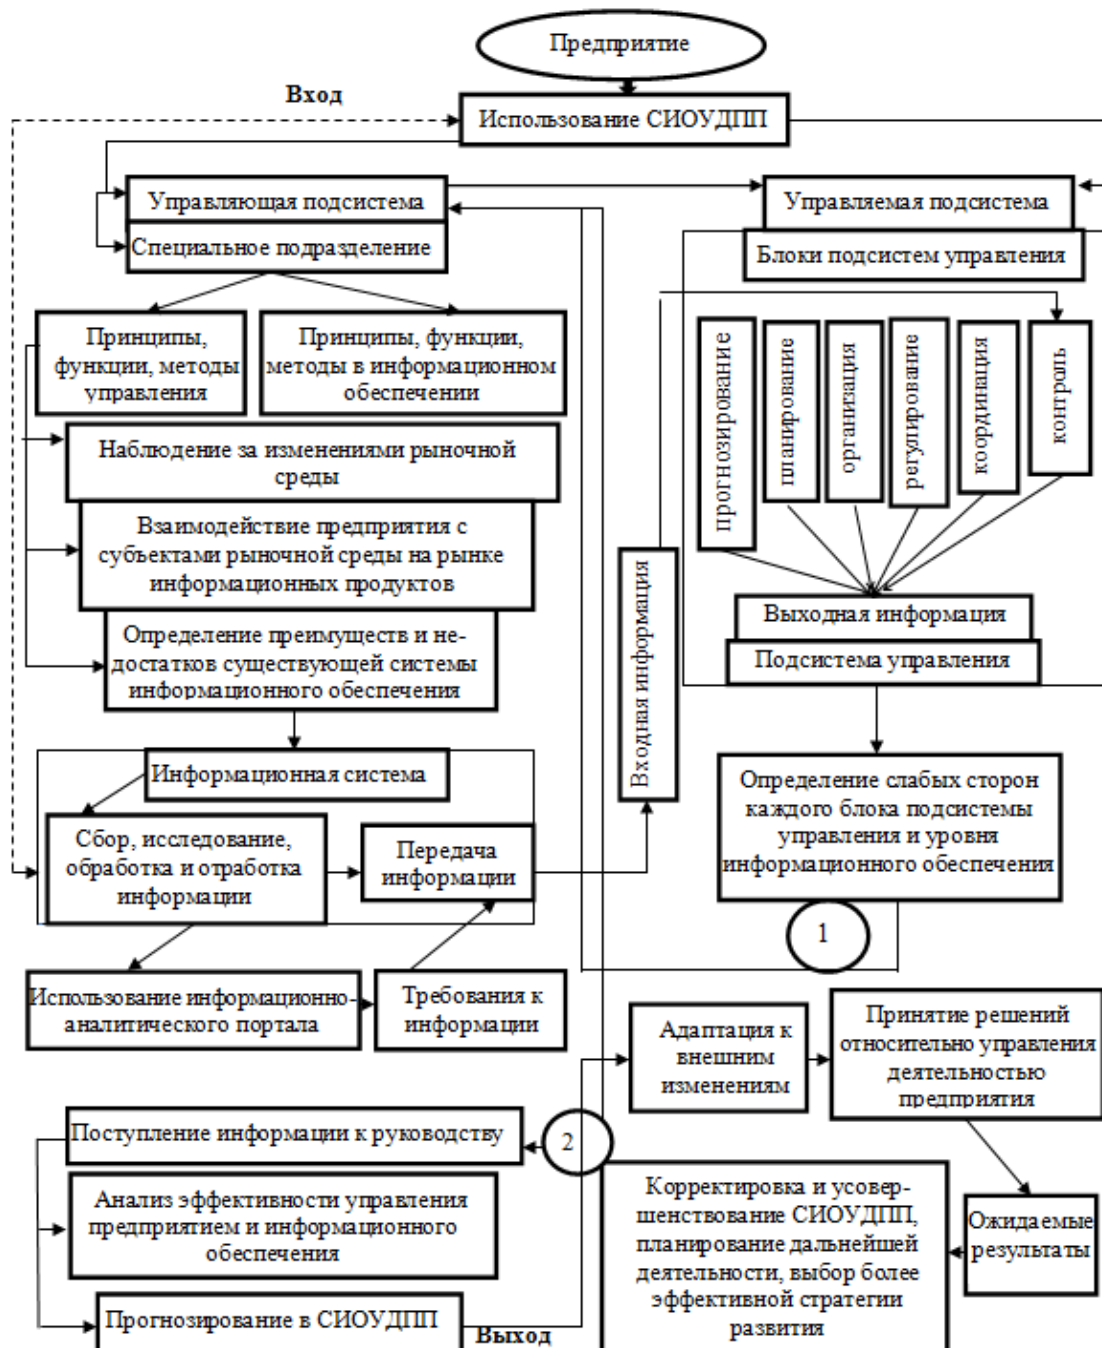 Предприятие
Вход
Использование СИОУДПП
Управляющая подсистема
Специальное подразделение
Управляемая подсистема
Блоки подсистем управления
Принципы,
функции, методы
управления
Принципы, функции,
методы в информационном
обеспечении
прогнозирование
планирование
организация
регулирование
координация
контроль
Наблюдение за изменениями рыночной
среды
Взаимодействие предприятия с
субъектами рыночной среды на рынке
информационных продуктов
Определение преимуществ и не-
достатков существующей системы
информационного обеспечения
Входная информация
Выходная информация
Подсистема управления
Информационная система
Сбор, исследование,
обработка и отработка
информации
Передача
информации
Определение слабых сторон
каждого блока подсистемы
управления и уровня
информационного обеспечения
1
Использование информационно-
аналитического портала
Требования к
информации
Адаптация к
внешним
изменениям
Принятие решений
относительно управления
деятельностью
предприятия
Поступление информации к руководству
2
Анализ эффективности управления
предприятием и информационного
обеспечения
Прогнозирование в СИОУДПП
Выход
Корректировка и усовер-
шенствование СИОУДПП,
планирование дальнейшей
деятельности, выбор более
эффективной стратегии
развития
Ожидаемые
результаты